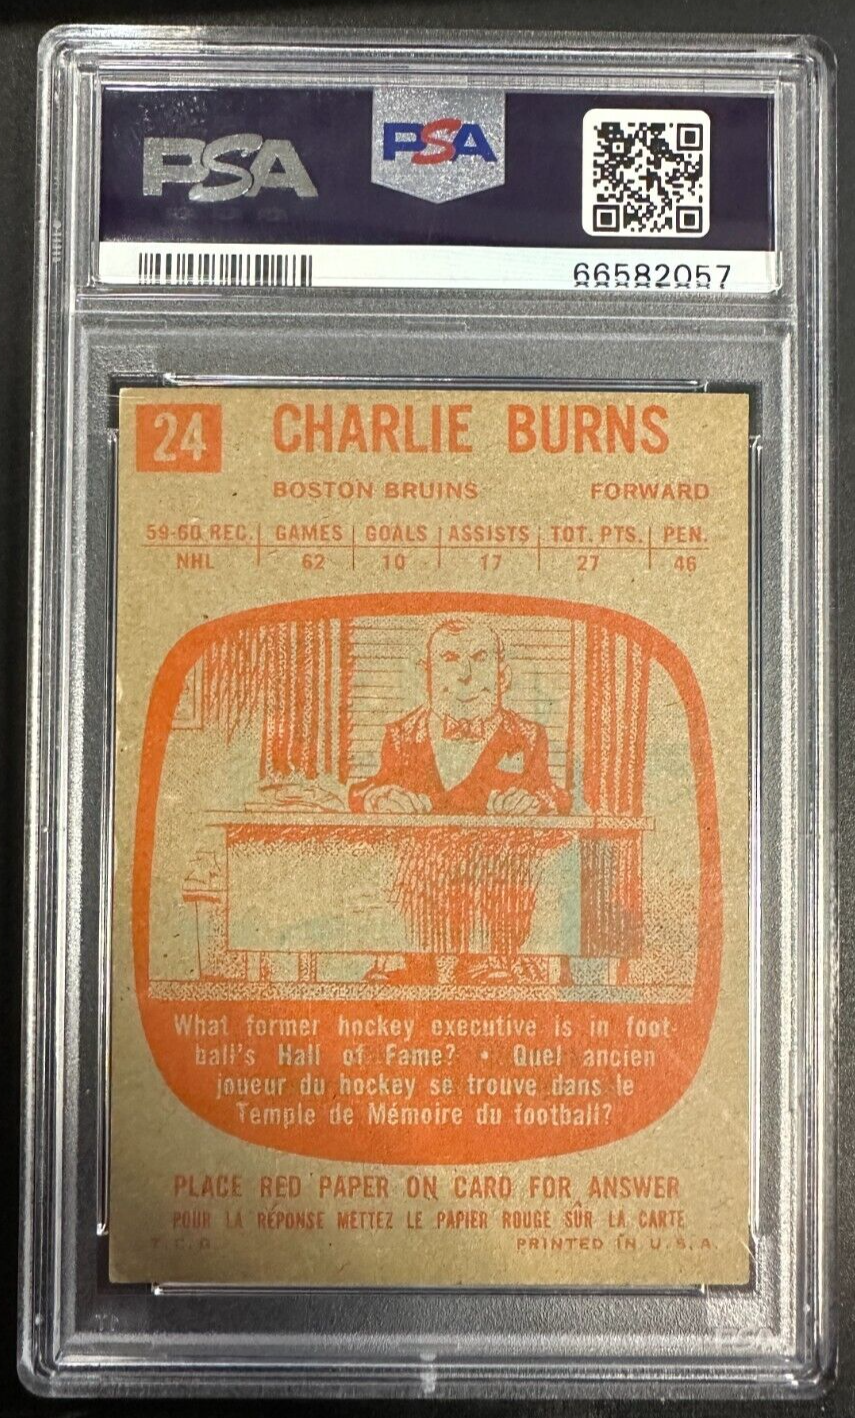 PSA
PSA
66582057
24
CHARLIE BURNS
BOSTON BRUINS FORWARD
59-60 REC. GAMES GOALS ASSISTS TOT. PTS. PEN.
NHL 62 10 17 27 46
What former hockey executive is in foot-
ball's Hall of Fame? • Quel ancien
joueur du hockey se trouve dans le
Temple de Mémoire du football?
PLACE RED PAPER ON CARD FOR ANSWER
POUR LA RÉPONSE METTEZ LE PAPIER ROUGE SÛR LA CARTE
T. C. G. PRINTED IN U. S. A.
PSA